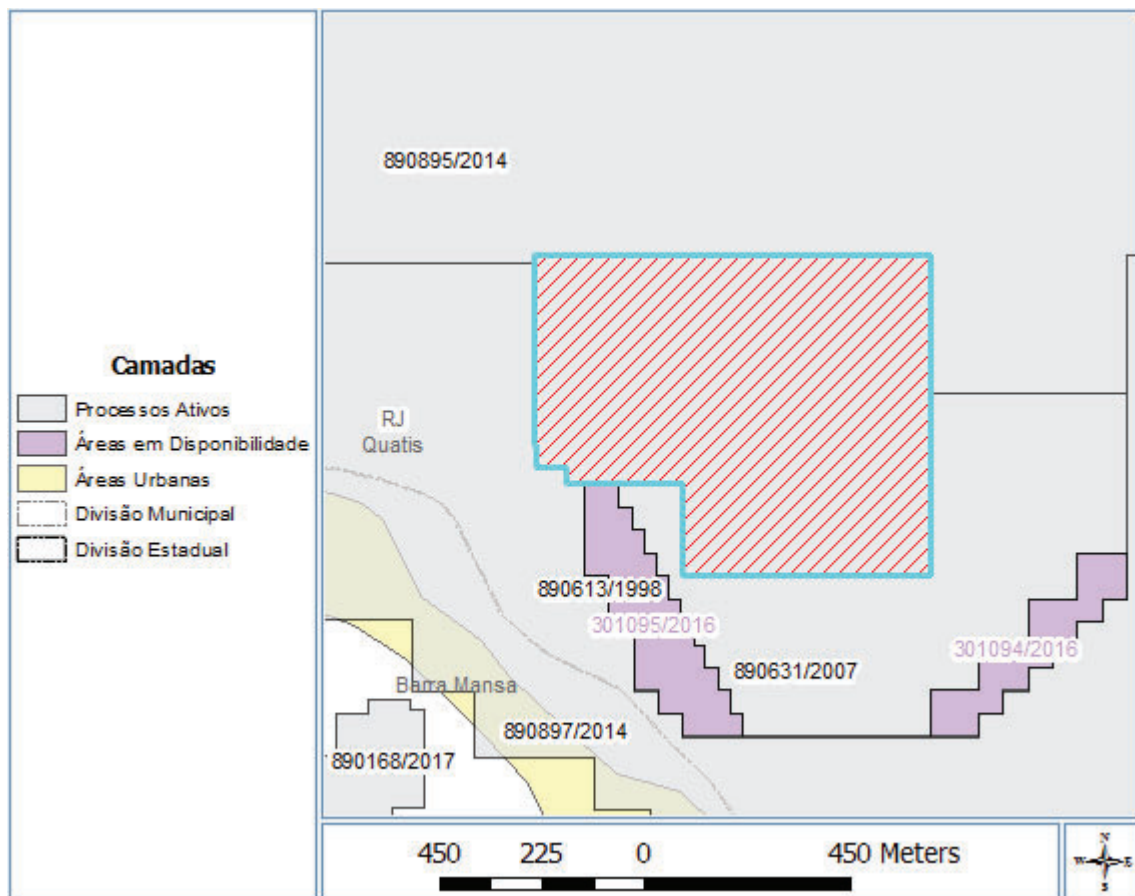 Camadas
Processos Ativos
Áreas em Disponibilidade
Áreas Urbanas
Divisão Municipal
Divisão Estadual
890895/2014
RJ
Quatis
890613/1998
301095/2016
301094/2016
890631/2007
Barra Mansa
890897/2014
890168/2017
450 225 0 450 Meters
N
W E
S